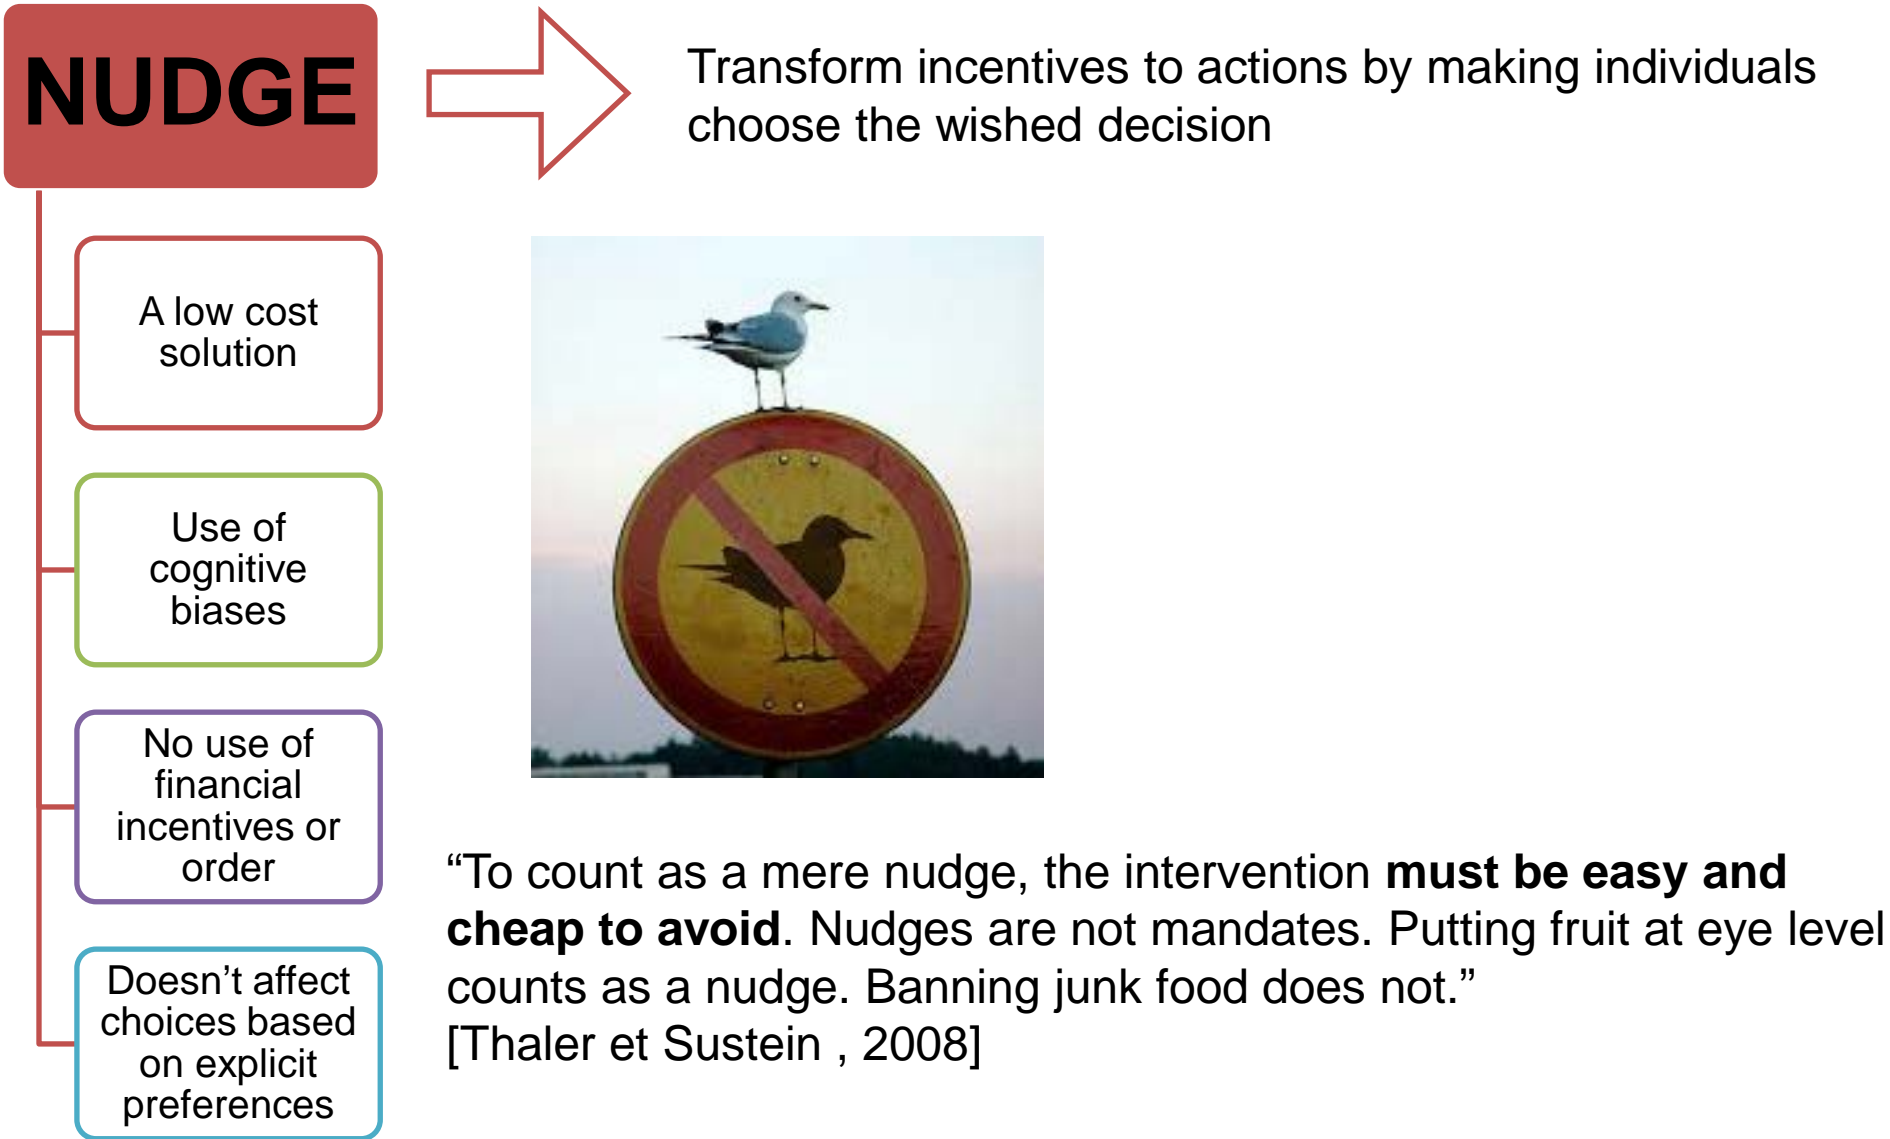 NUDGE
Transform incentives to actions by making individuals
choose the wished decision
A low cost
solution
Use of
cognitive
biases
No use of
financial
incentives or
order
Doesn’t affect
choices based
on explicit
preferences
“To count as a mere nudge, the intervention must be easy and
cheap to avoid. Nudges are not mandates. Putting fruit at eye level
counts as a nudge. Banning junk food does not.”
[Thaler et Sustein , 2008]